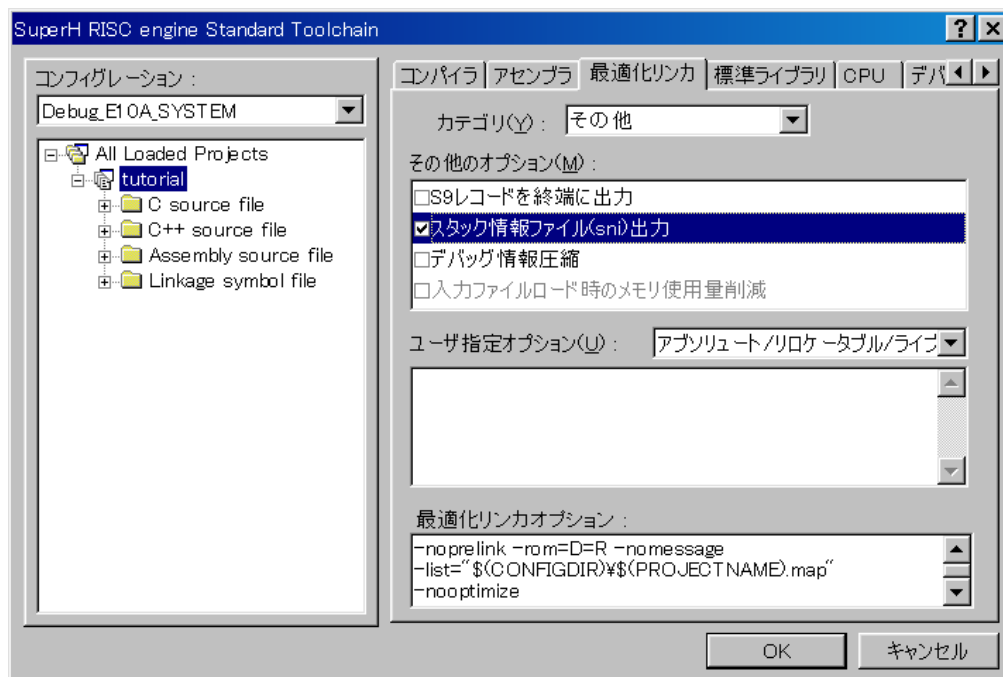 SuperH RISC engine Standard Toolchain
コンフィグレーション :
Debug_E10A_SYSTEM
All Loaded Projects
tutorial
C source file
C++ source file
Assembly source file
Linkage symbol file
コンパイラ アセンブラ 最適化リンカ 標準ライブラリ CPU デバ
カテゴリ(Y) : その他
その他のオプション(M) :
S9レコードを終端に出力
スタック情報ファイル(sni)出力
デバッグ情報圧縮
入力ファイルロード時のメモリ使用量削減
ユーザ指定オプション(U) : アブソリュート/リロケータブル/ライブ
最適化リンカオプション :
-noprelink -rom=D=R -nomessage
-list="$(CONFIGDIR)¥$(PROJECTNAME).map"
-nooptimize
OK キャンセル